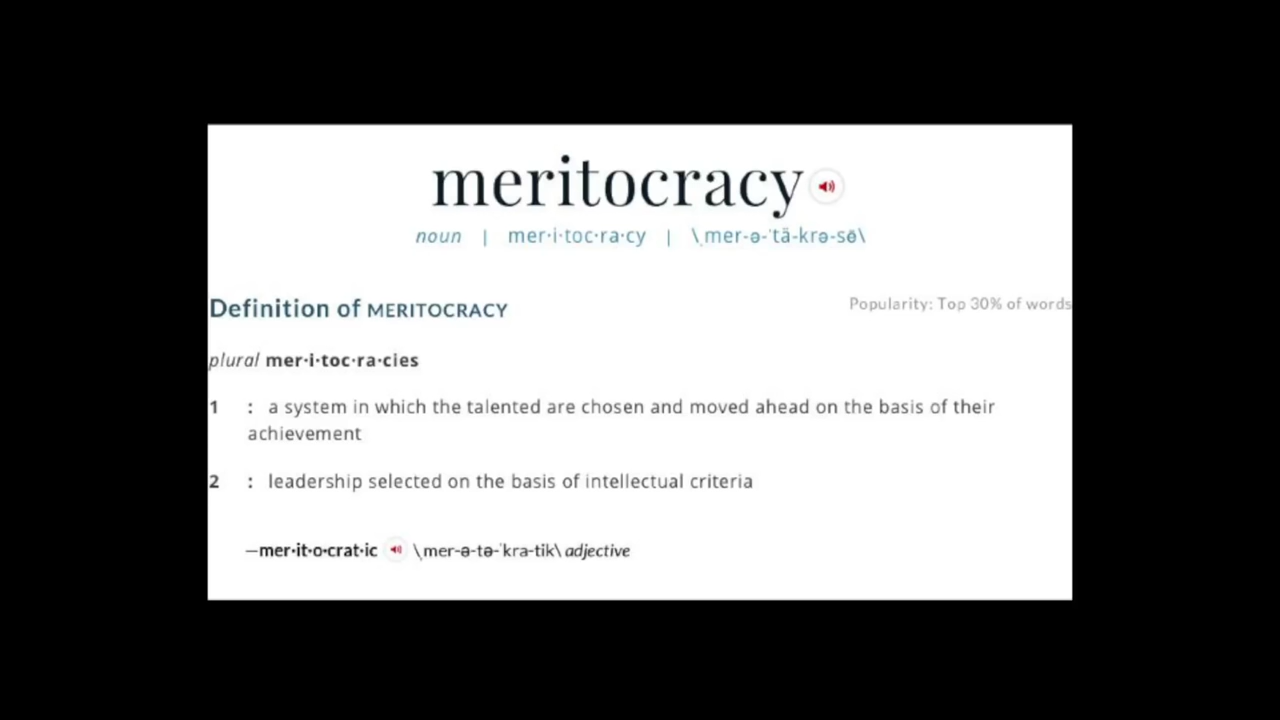 meritocracy
noun | mer·i·toc·ra·cy | \ˌmer-ə-ˈtä-krə-sē\
Definition of MERITOCRACY
Popularity: Top 30% of words
plural mer·i·toc·ra·cies
1 : a system in which the talented are chosen and moved ahead on the basis of their
achievement
2 : leadership selected on the basis of intellectual criteria
—mer·it·o·crat·ic \mer-ə-tə-ˈkra-tik\ adjective